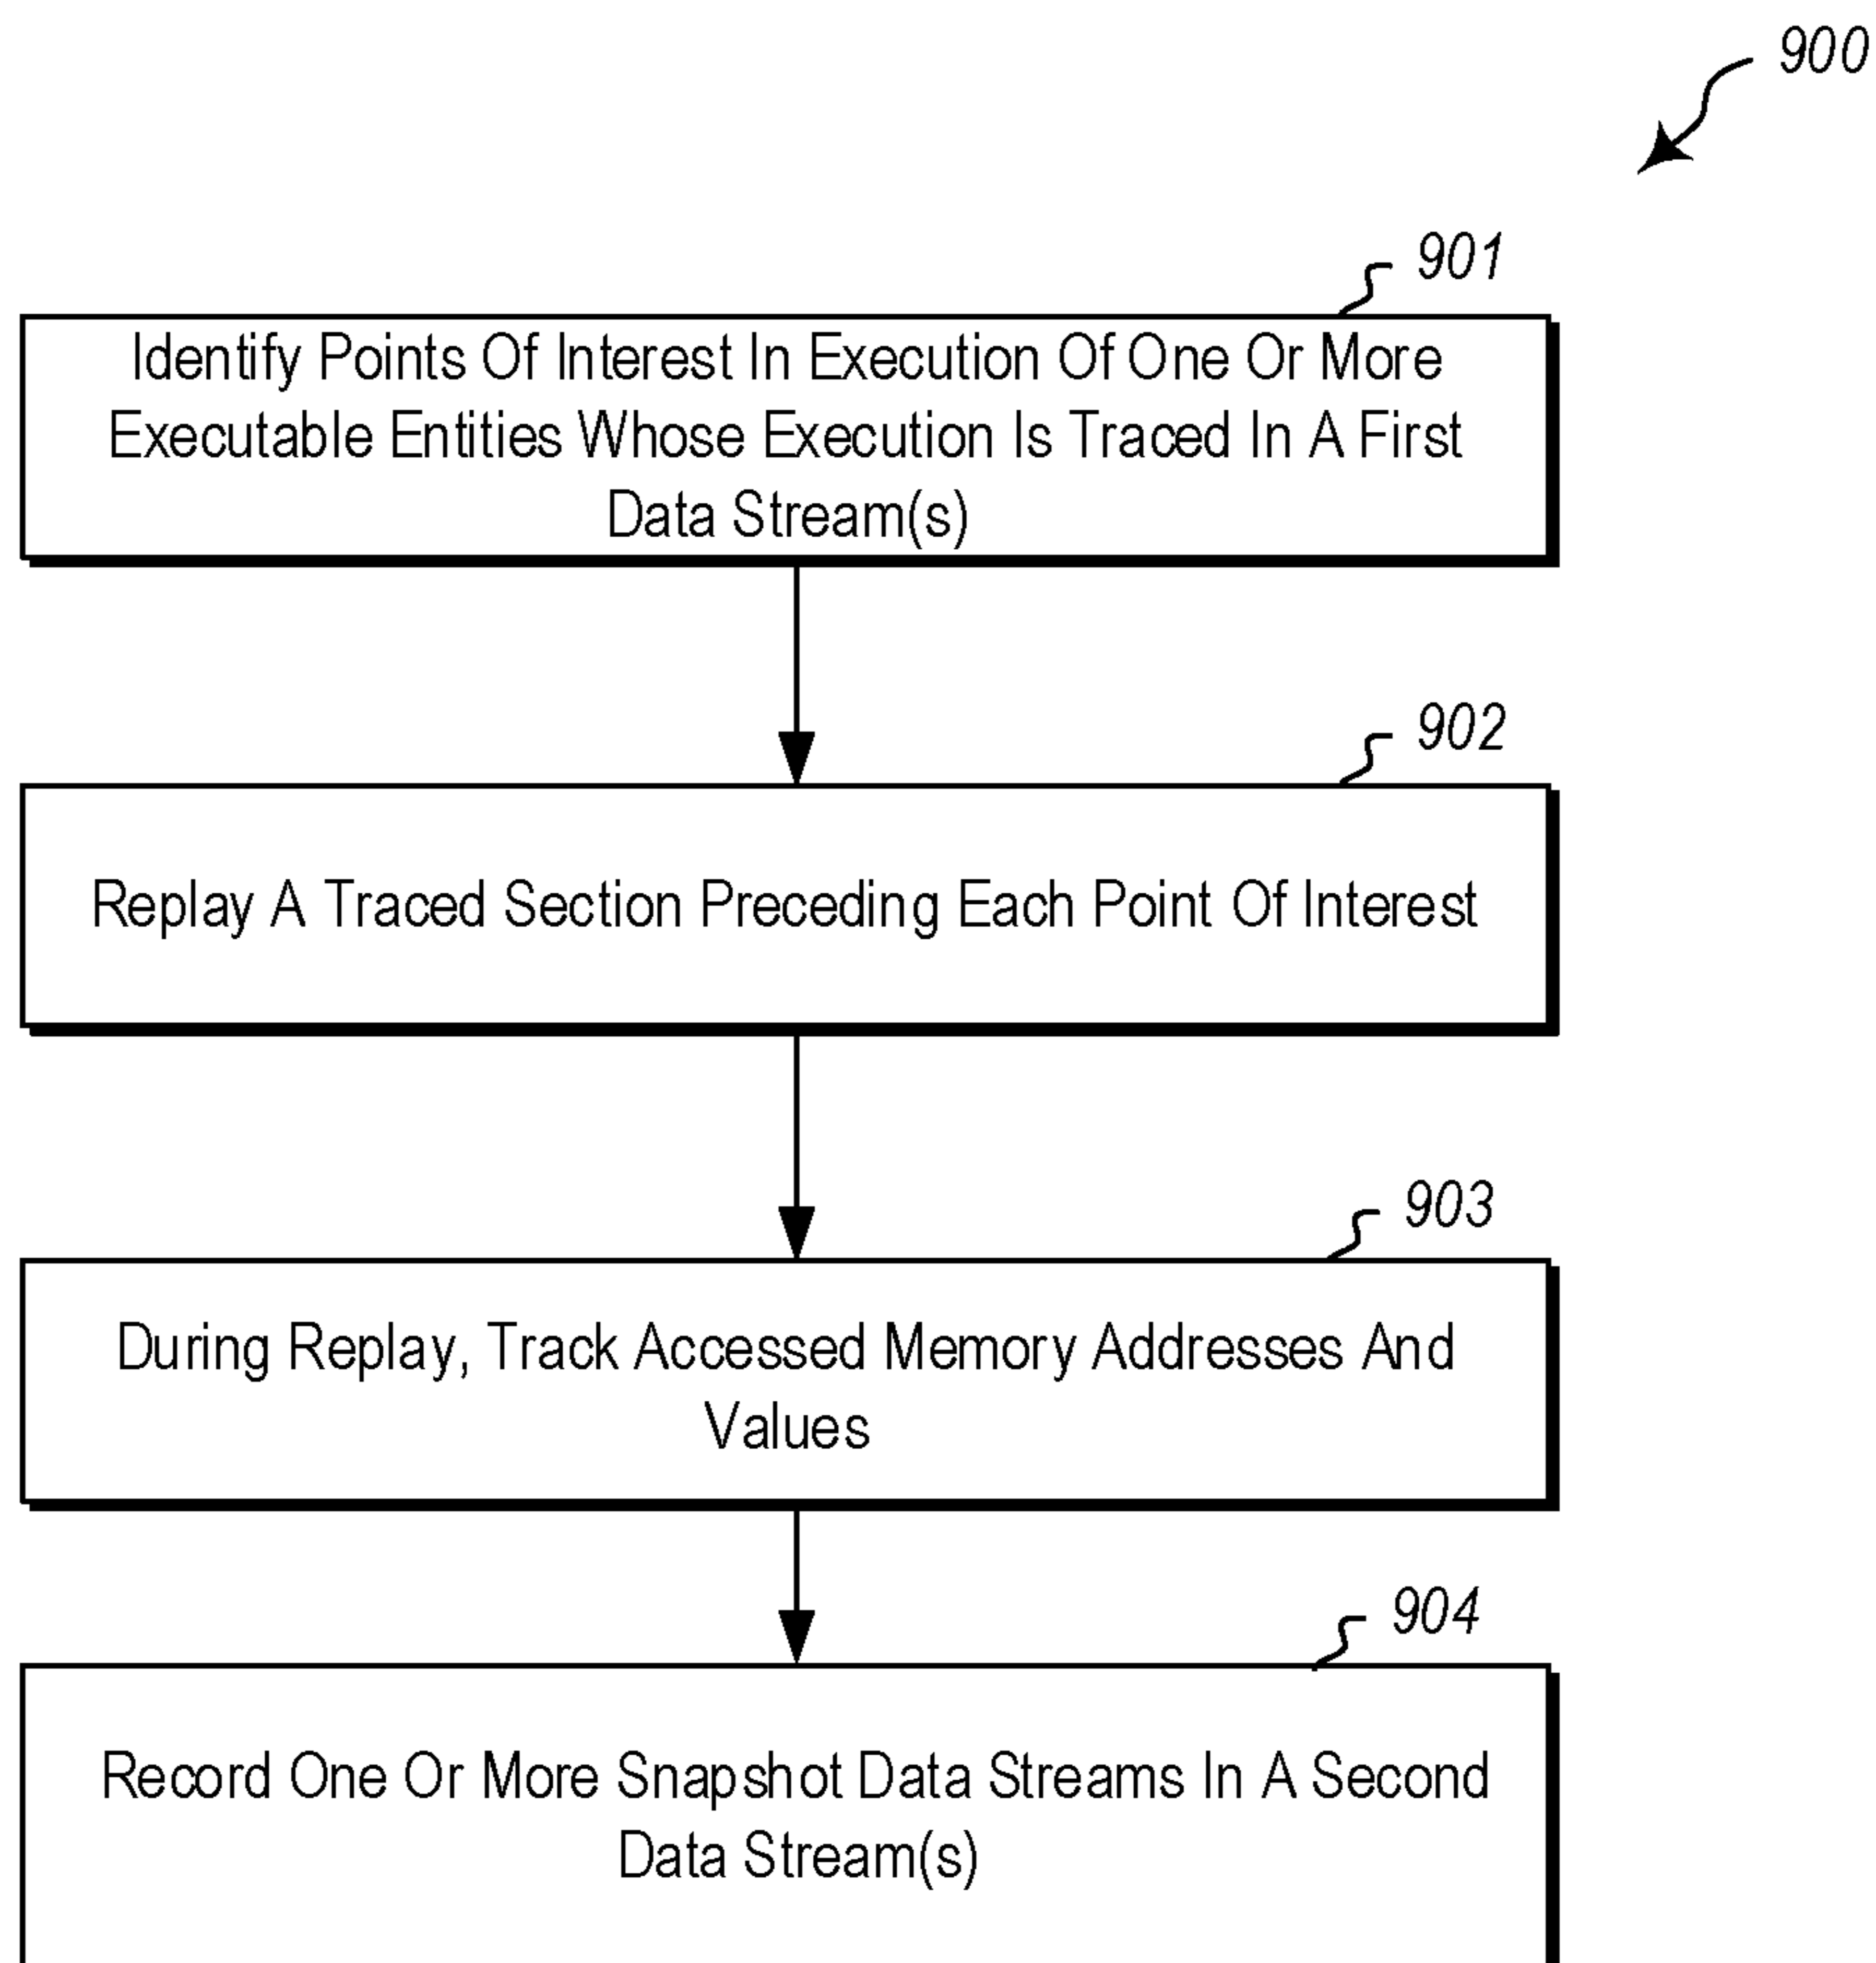 900
901
Identify Points Of Interest In Execution Of One Or More
Executable Entities Whose Execution Is Traced In A First
Data Stream(s)
902
Replay A Traced Section Preceding Each Point Of Interest
903
During Replay, Track Accessed Memory Addresses And
Values
904
Record One Or More Snapshot Data Streams In A Second
Data Stream(s)